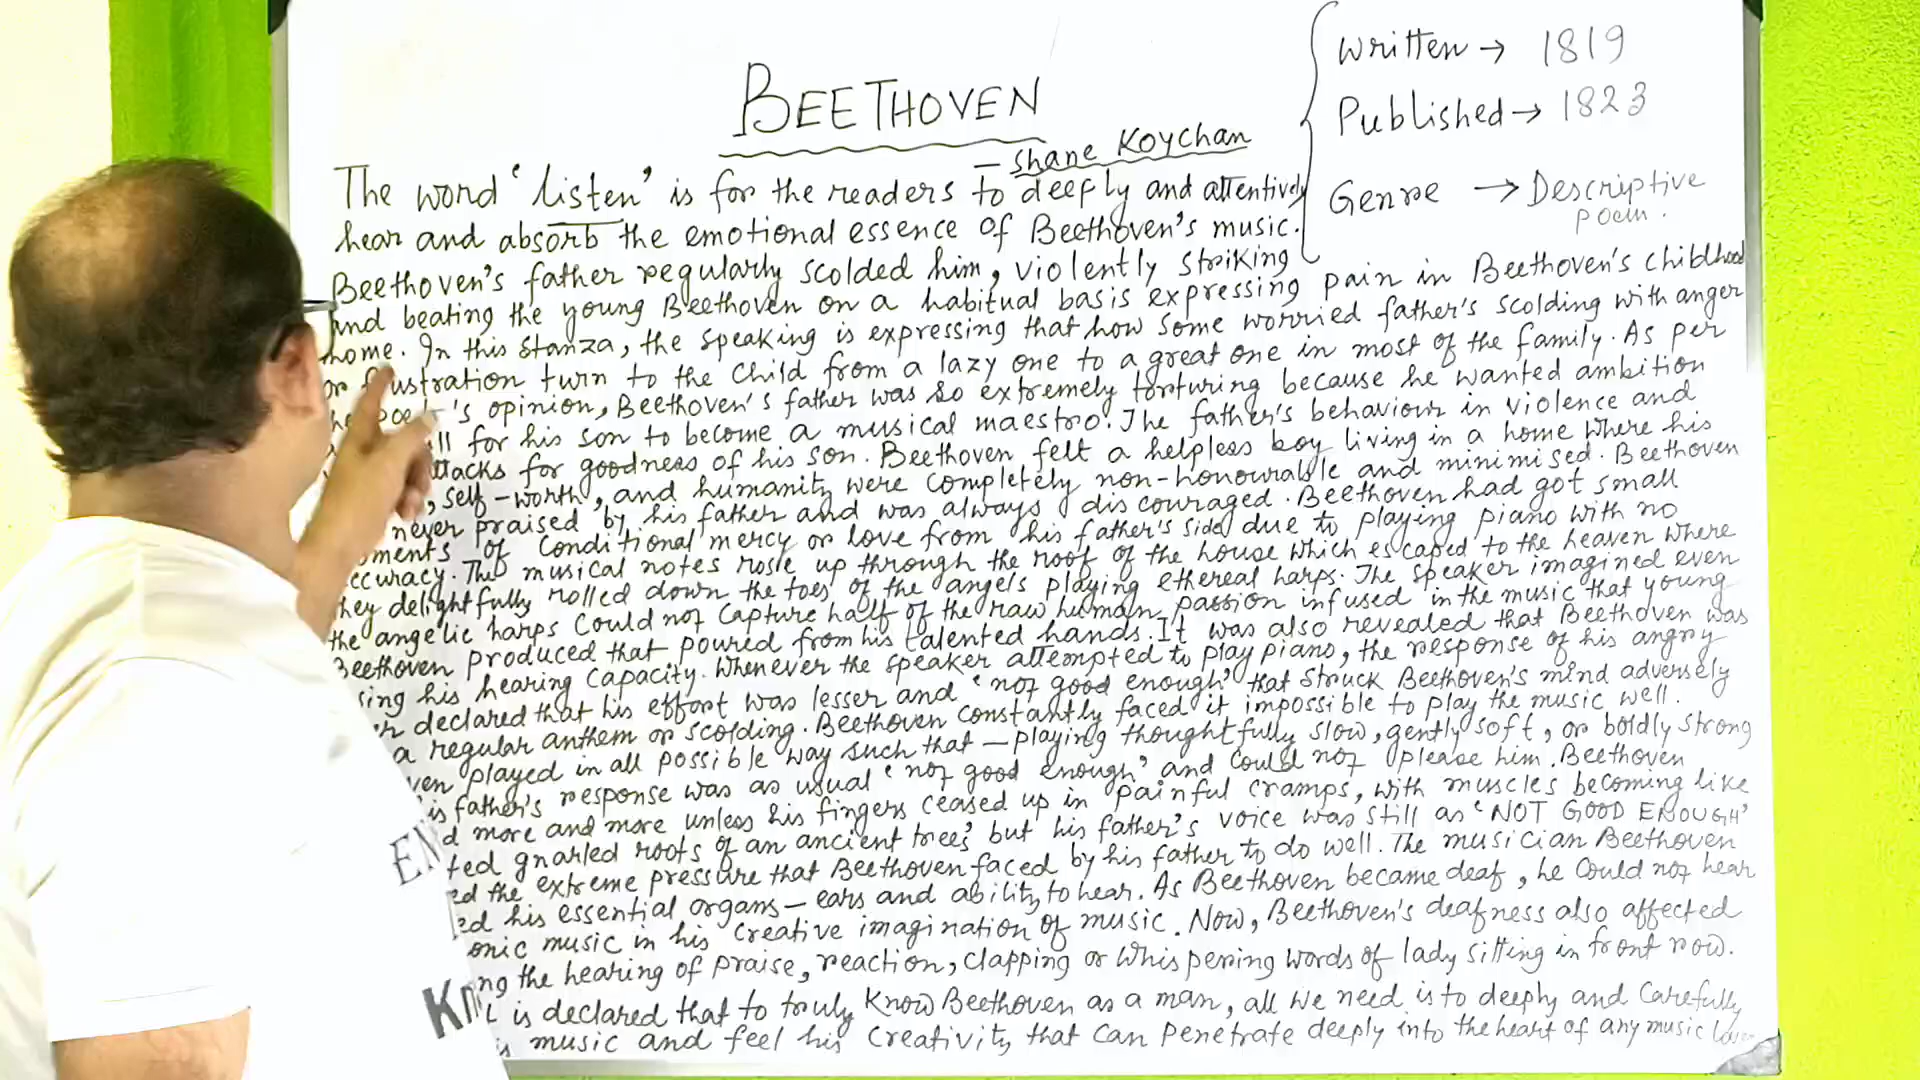 BEETHOVEN
- Shane Koychan
Written → 1819
Published → 1823
Genre → Descriptive
poem.
The word 'listen' is for the readers to deeply and attentively
hear and absorb the emotional essence of Beethoven's music.
Beethoven's father regularly scolded him, violently striking
and beating the young Beethoven on a habitual basis expressing pain in Beethoven's childhood
home. In this stanza, the speaking is expressing that how some worried father's scolding with anger
or frustration turn to the child from a lazy one to a great one in most of the family. As per
's opinion, Beethoven's father was so extremely torturing because he wanted ambition
for his son to become a musical maestro. The father's behaviour in violence and
attacks for goodness of his son. Beethoven felt a helpless boy living in a home where his
, self-worth, and humanity were completely non-honourable and minimised. Beethoven
never praised by his father and was always discouraged. Beethoven had got small
of conditional mercy or love from his father's side due to playing piano with no
accuracy. The musical notes rose up through the roof of the house which escaped to the heaven where
they delightfully rolled down the toes of the angels playing ethereal harps. The speaker imagined even
the angelic harps could not capture half of the raw human passion infused in the music that young
Beethoven produced that poured from his talented hands. It was also revealed that Beethoven was
his hearing capacity. Whenever the speaker attempted to play piano, the response of his angry
declared that his effort was lesser and 'not good enough' that struck Beethoven's mind adversely
a regular anthem or scolding. Beethoven constantly faced it impossible to play the music well.
played in all possible way such that - playing thoughtfully slow, gently soft, or boldly strong
father's response was as usual 'not good enough' and could not please him. Beethoven
more and more unless his fingers ceased up in painful cramps, with muscles becoming like
gnarled roots of an ancient tree' but his father's voice was still as 'NOT GOOD ENOUGH'
the extreme pressure that Beethoven faced by his father to do well. The musician Beethoven
his essential organs - ears and ability to hear. As Beethoven became deaf, he could not hear
music in his creative imagination of music. Now, Beethoven's deafness also affected
the hearing of praise, reaction, clapping or whispering words of lady sitting in front row.
is declared that to truly know Beethoven as a man, all we need is to deeply and carefully
music and feel his creativity that can penetrate deeply into the heart of any music
EN